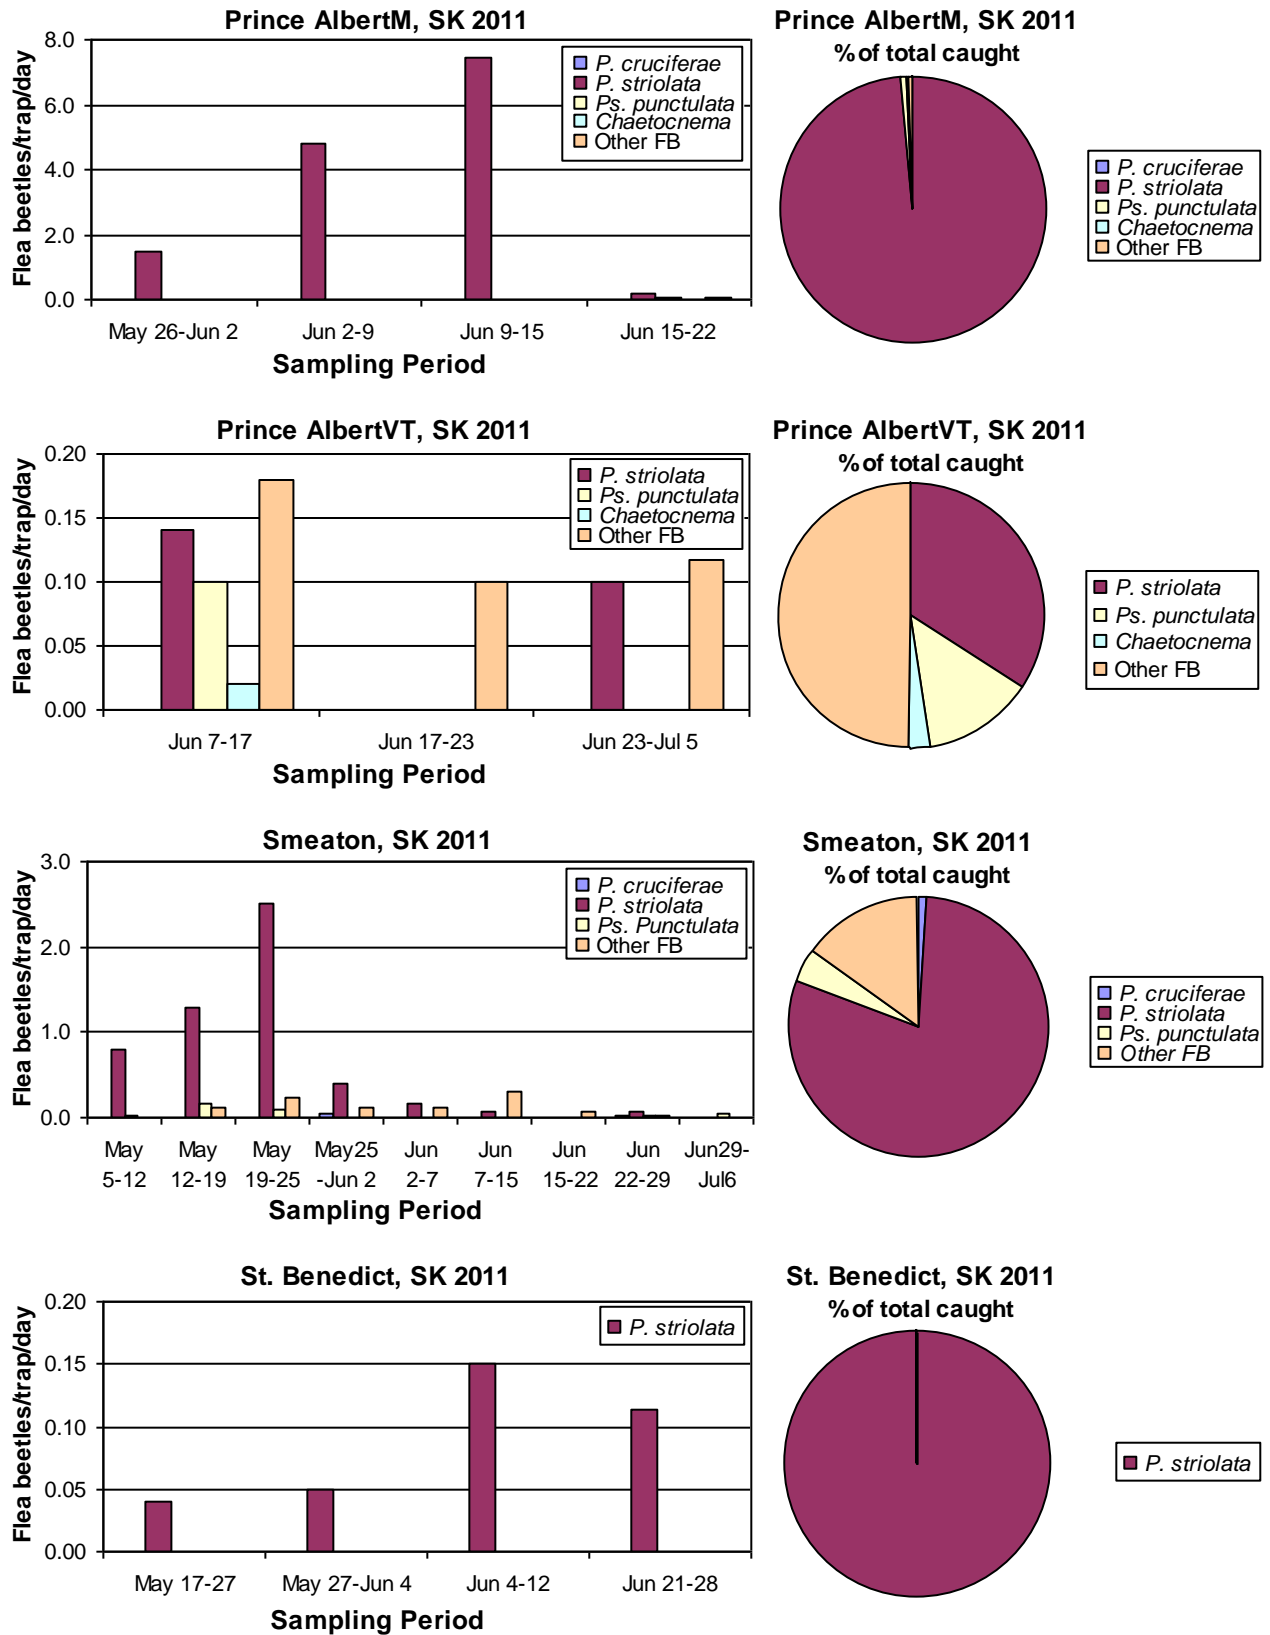 Prince AlbertM, SK 2011
Flea beetles/trap/day
8.0
6.0
4.0
2.0
0.0
P. cruciferae
P. striolata
Ps. punctulata
Chaetocnema
Other FB
May 26-Jun 2
Jun 2-9
Jun 9-15
Jun 15-22
Sampling Period
Prince AlbertM, SK 2011
% of total caught
P. cruciferae
P. striolata
Ps. punctulata
Chaetocnema
Other FB
Prince AlbertVT, SK 2011
Flea beetles/trap/day
0.20
0.15
0.10
0.05
0.00
P. striolata
Ps. punctulata
Chaetocnema
Other FB
Jun 7-17
Jun 17-23
Jun 23-Jul 5
Sampling Period
Prince AlbertVT, SK 2011
% of total caught
P. striolata
Ps. punctulata
Chaetocnema
Other FB
Smeaton, SK 2011
Flea beetles/trap/day
3.0
2.0
1.0
0.0
P. cruciferae
P. striolata
Ps. Punctulata
Other FB
May
5-12
May
12-19
May
19-25
May25
-Jun 2
Jun
2-7
Jun
7-15
Jun
15-22
Jun
22-29
Jun29-
Jul6
Sampling Period
Smeaton, SK 2011
% of total caught
P. cruciferae
P. striolata
Ps. punctulata
Other FB
St. Benedict, SK 2011
Flea beetles/trap/day
0.20
0.15
0.10
0.05
0.00
P. striolata
May 17-27
May 27-Jun 4
Jun 4-12
Jun 21-28
Sampling Period
St. Benedict, SK 2011
% of total caught
P. striolata